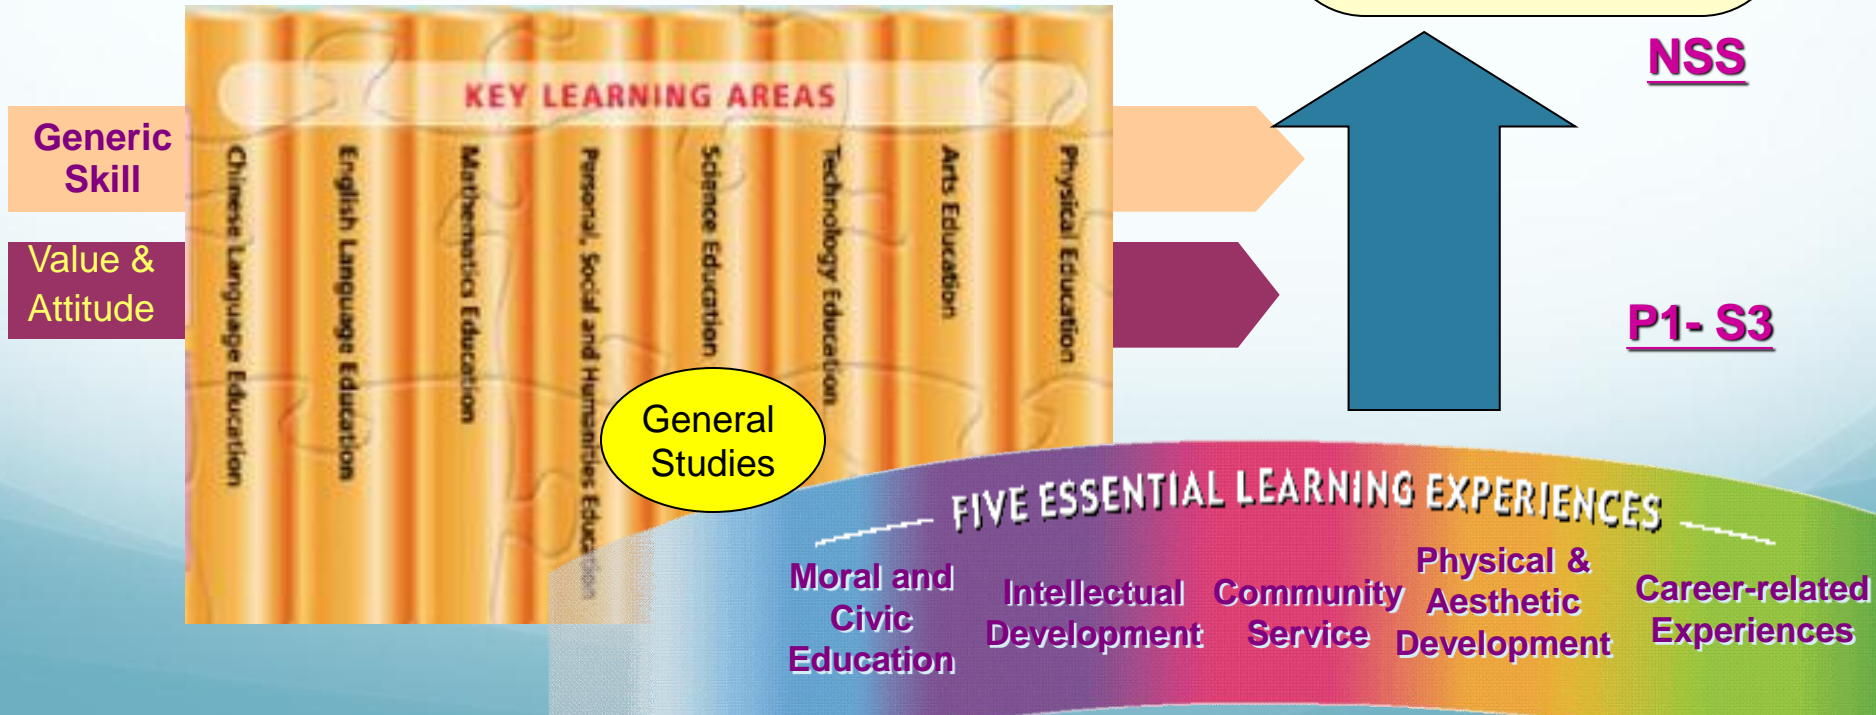 NSS
KEY LEARNING AREAS
Generic
Skill
Value &
Attitude
Chinese Language Education
English Language Education
Mathematics Education
Personal, Social and Humanities Education
Science Education
Technology Education
Arts Education
Physical Education
P1- S3
General
Studies
FIVE ESSENTIAL LEARNING EXPERIENCES
Moral and
Civic
Education
Intellectual
Development
Community
Service
Physical &
Aesthetic
Development
Career-related
Experiences